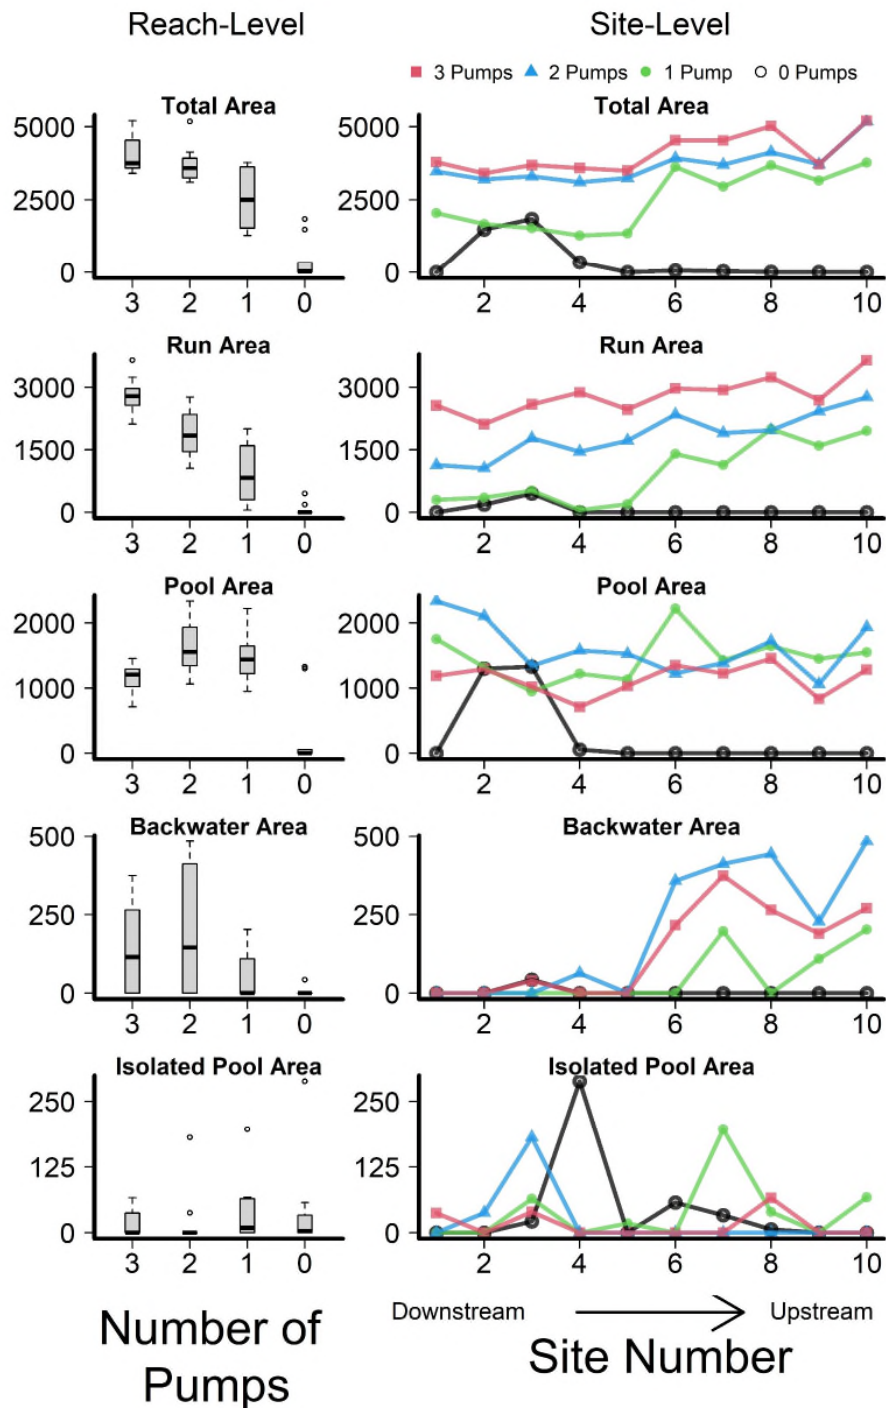 Reach-Level
Site-Level
3 Pumps 2 Pumps 1 Pump 0 Pumps
Total Area
5000
2500
0
3 2 1 0
Total Area
5000
2500
0
2 4 6 8 10
Run Area
3000
1500
0
3 2 1 0
Run Area
3000
1500
0
2 4 6 8 10
Pool Area
2000
1000
0
3 2 1 0
Pool Area
2000
1000
0
2 4 6 8 10
Backwater Area
500
250
0
3 2 1 0
Backwater Area
500
250
0
2 4 6 8 10
Isolated Pool Area
250
125
0
3 2 1 0
Isolated Pool Area
250
125
0
2 4 6 8 10
Number of
Pumps
Downstream Upstream
Site Number